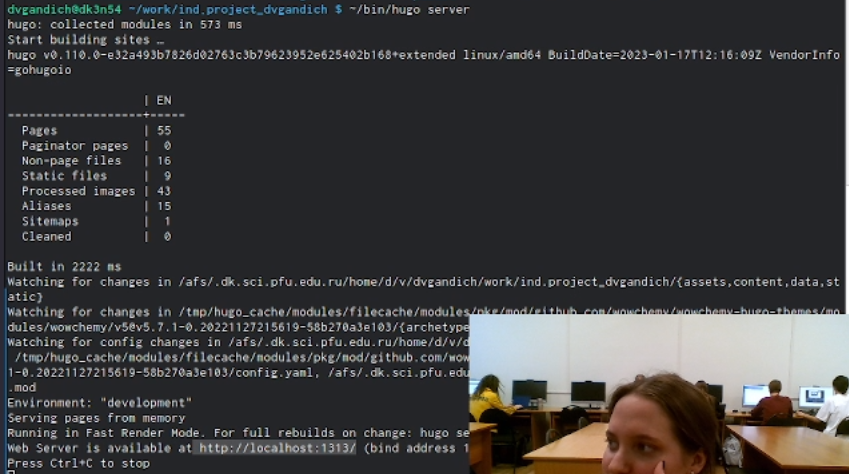 dvgandich@dk3n54 ~/work/ind.project_dvgandich $ ~/bin/hugo server
hugo: collected modules in 573 ms
Start building sites …
hugo v0.110.0-e32a493b7826d02763c3b79623952e625402b168+extended linux/amd64 BuildDate=2023-01-17T12:16:09Z VendorInfo
=gohugoio
| EN
-------------------+-----
Pages | 55
Paginator pages | 0
Non-page files | 16
Static files | 9
Processed images | 43
Aliases | 15
Sitemaps | 1
Cleaned | 0
Built in 2222 ms
Watching for changes in /afs/.dk.sci.pfu.edu.ru/home/d/v/dvgandich/work/ind.project_dvgandich/{assets,content,data,st
atic}
Watching for changes in /tmp/hugo_cache/modules/filecache/modules/pkg/mod/github.com/wowchemy/wowchemy-hugo-themes/mo
dules/wowchemy/v5@v5.7.1-0.20221127215619-58b270a3e103/{archetype
Watching for config changes in /afs/.dk.sci.pfu.edu.ru/home/d/v/d
/tmp/hugo_cache/modules/filecache/modules/pkg/mod/github.com/wow
1-0.20221127215619-58b270a3e103/config.yaml, /afs/.dk.sci.pfu.edu
.mod
Environment: "development"
Serving pages from memory
Running in Fast Render Mode. For full rebuilds on change: hugo se
Web Server is available at http://localhost:1313/ (bind address 1
Press Ctrl+C to stop